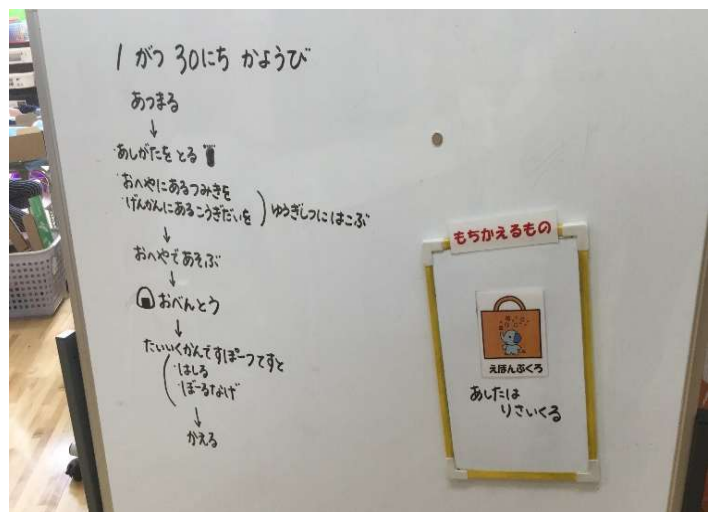 1がつ 30にち かようび
あつまる
↓
・あしがたをとる
・おへやにあるつみきを
・げんかんにあるこうぎだいを
)ゆうぎしつにはこぶ
↓
おへやであそぶ
↓
おべんとう
↓
たいいくかんですぽーつてすと
・はしる
・ぼーるなげ
↓
かえる
もちかえるもの
えほんぶくろ
あしたは
りさいくる